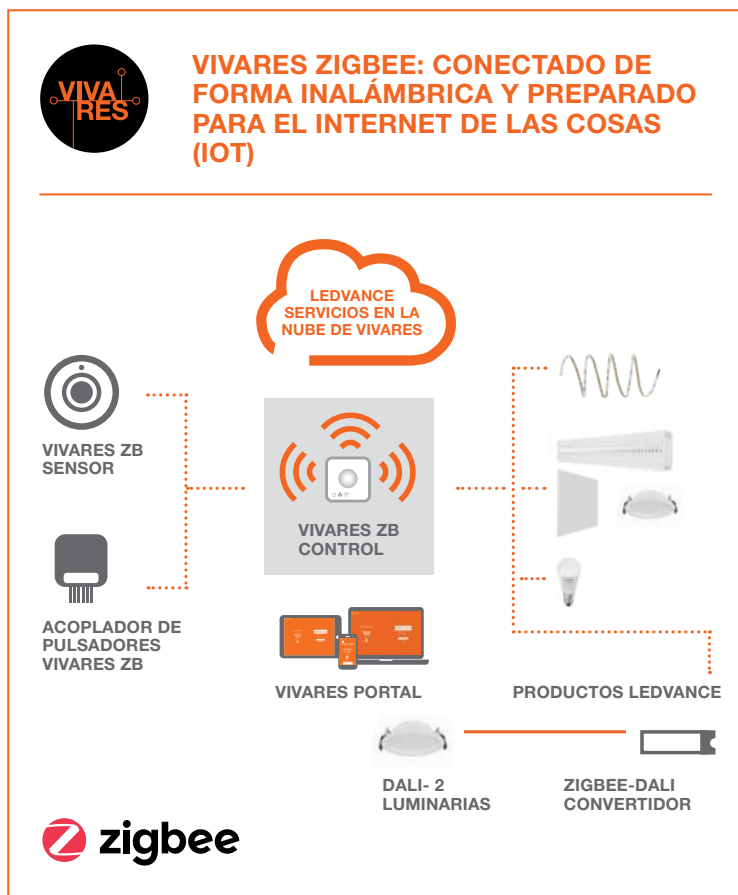 VIVA
RES
VIVARES ZIGBEE: CONECTADO DE
FORMA INALÁMBRICA Y PREPARADO
PARA EL INTERNET DE LAS COSAS
(IOT)
LEDVANCE
SERVICIOS EN LA
NUBE DE VIVARES
VIVARES ZB
SENSOR
VIVARES ZB
CONTROL
ACOPLADOR DE
PULSADORES
VIVARES ZB
VIVARES PORTAL
PRODUCTOS LEDVANCE
DALI- 2
LUMINARIAS
ZIGBEE-DALI
CONVERTIDOR
zigbee